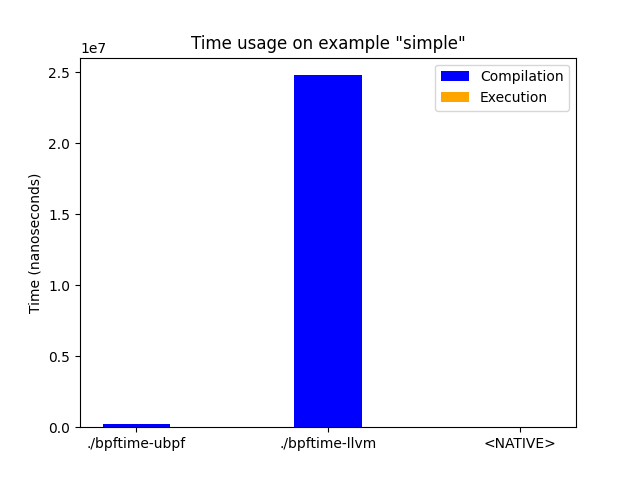 Time usage on example "simple"
1e7
Compilation
Execution
2.5
2.0
1.5
1.0
0.5
0.0
Time (nanoseconds)
./bpftime-ubpf
./bpftime-llvm
<NATIVE>